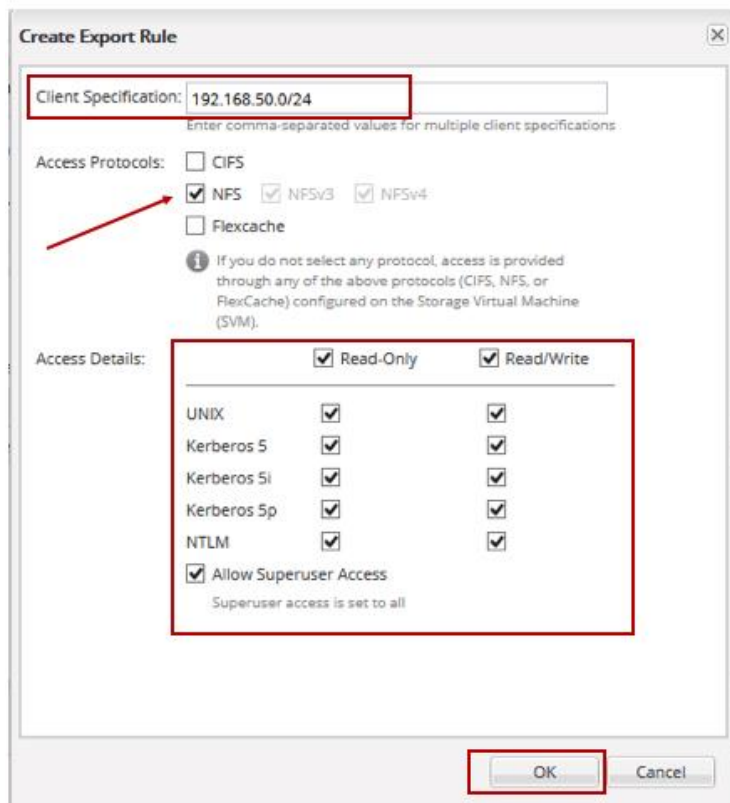 Create Export Rule
Client Specification: 192.168.50.0/24
Enter comma-separated values for multiple client specifications
Access Protocols: CIFS
NFS NFSv3 NFSv4
Flexcache
If you do not select any protocol, access is provided
through any of the above protocols (CIFS, NFS, or
FlexCache) configured on the Storage Virtual Machine
(SVM).
Access Details: Read-Only Read/Write
UNIX
Kerberos 5
Kerberos 5i
Kerberos 5p
NTLM
Allow Superuser Access
Superuser access is set to all
OK Cancel